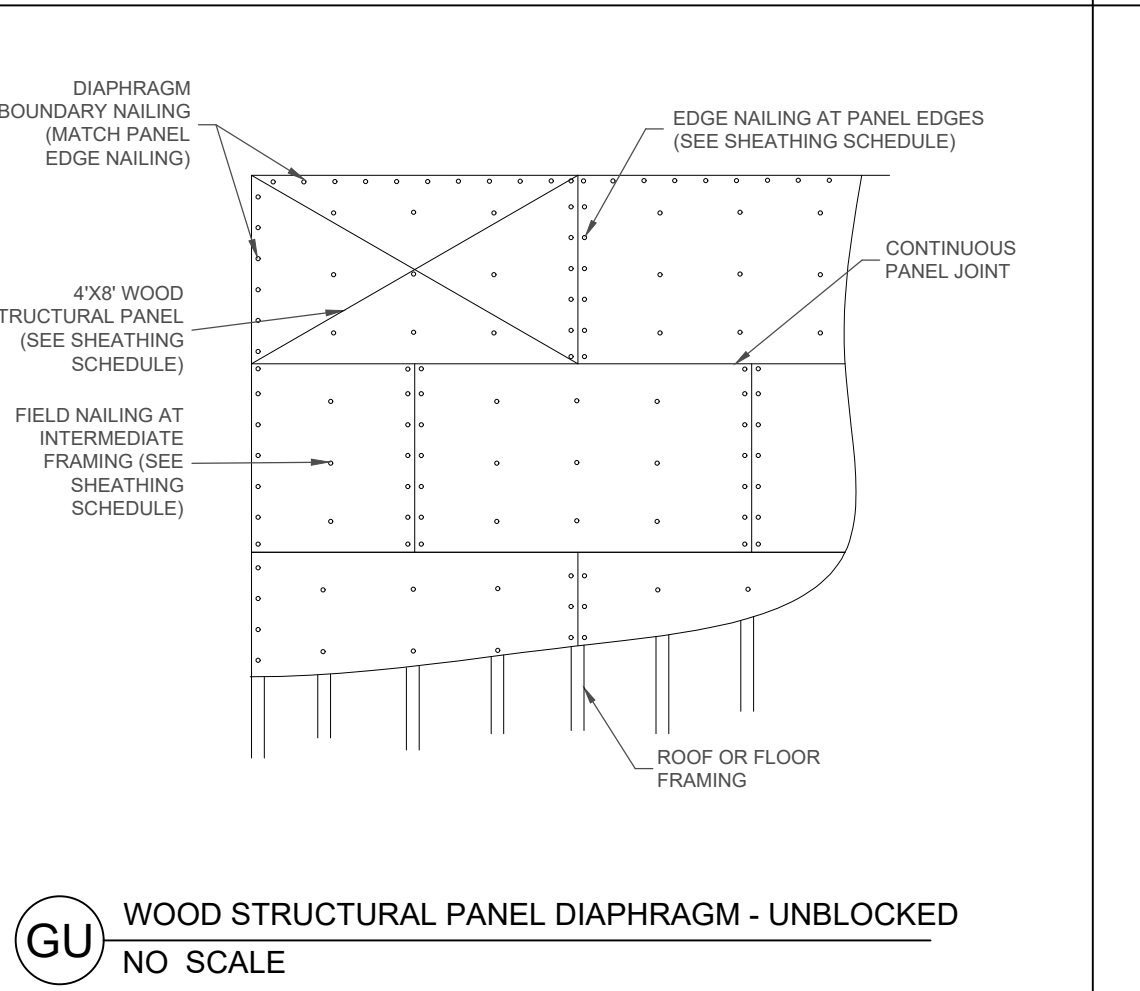 DIAPHRAGM
BOUNDARY NAILING
(MATCH PANEL
EDGE NAILING)
EDGE NAILING AT PANEL EDGES
(SEE SHEATHING SCHEDULE)
CONTINUOUS
PANEL JOINT
4'X8' WOOD
TRUCTURAL PANEL
(SEE SHEATHING
SCHEDULE)
FIELD NAILING AT
INTERMEDIATE
FRAMING (SEE
SHEATHING
SCHEDULE)
ROOF OR FLOOR
FRAMING
GU
WOOD STRUCTURAL PANEL DIAPHRAGM - UNBLOCKED
NO SCALE